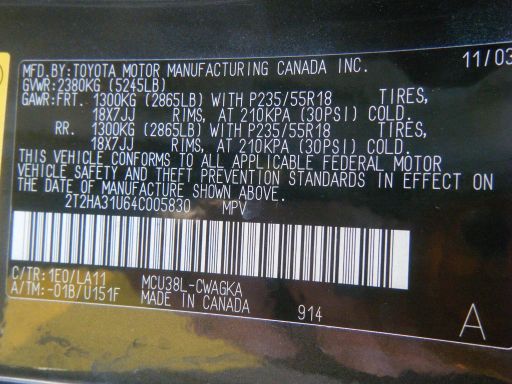 MFD.BY:TOYOTA MOTOR MANUFACTURING CANADA INC. 11/03
GVWR:2380KG (5245LB)
GAWR:FRT. 1300KG (2865LB) WITH P235/55R18 TIRES,
18X7JJ RIMS, AT 210KPA (30PSI) COLD.
RR. 1300KG (2865LB) WITH P235/55R18 TIRES,
18X7JJ RIMS, AT 210KPA (30PSI) COLD.
THIS VEHICLE CONFORMS TO ALL APPLICABLE FEDERAL MOTOR
VEHICLE SAFETY AND THEFT PREVENTION STANDARDS IN EFFECT ON
THE DATE OF MANUFACTURE SHOWN ABOVE.
2T2HA31U64C005830 MPV
C/TR:1E0/LA11 MCU38L-CWAGKA
A/TM:-01B/U151F MADE IN CANADA 914 A